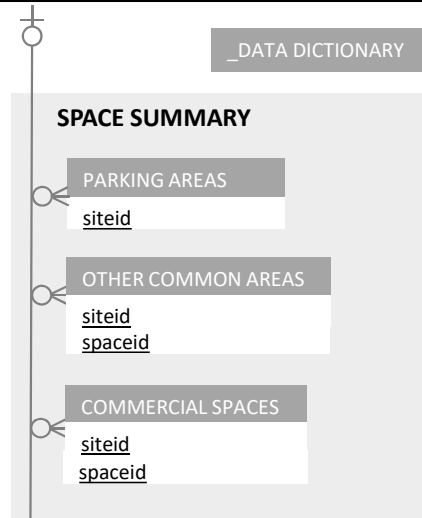 _DATA DICTIONARY
SPACE SUMMARY
PARKING AREAS
siteid
OTHER COMMON AREAS
siteid
spaceid
COMMERCIAL SPACES
siteid
spaceid